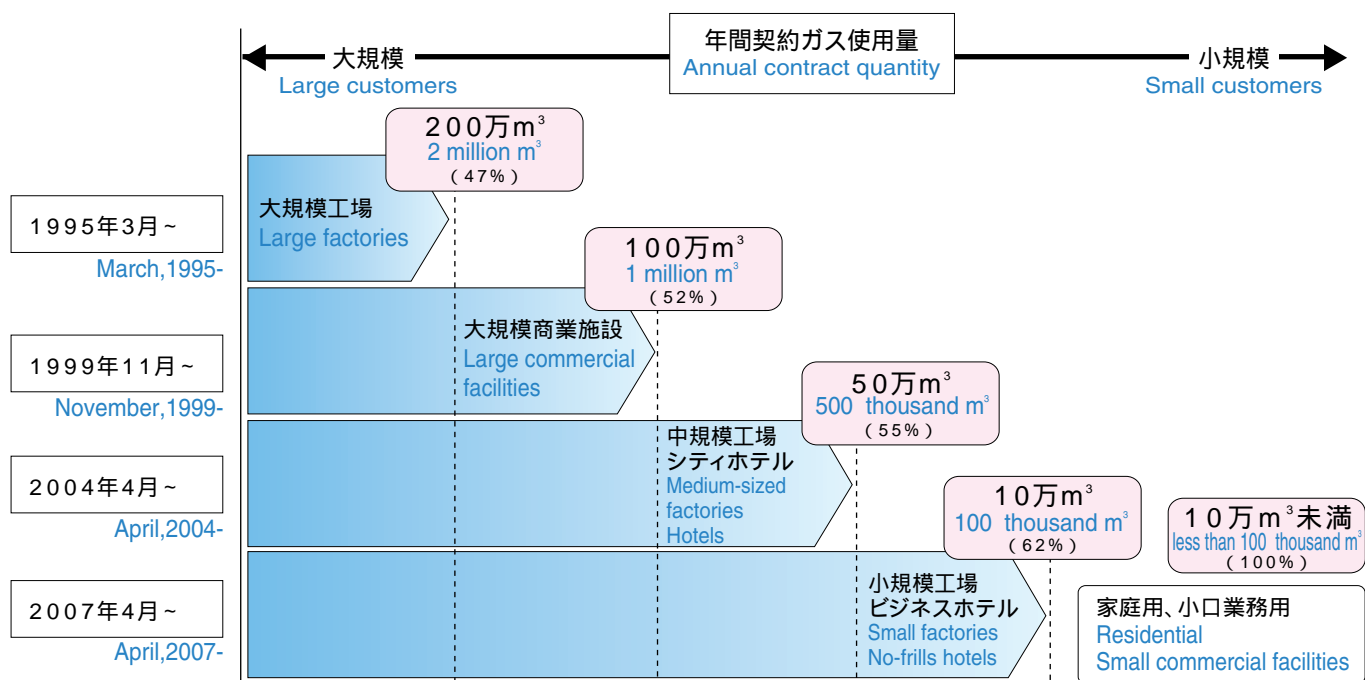 年間契約ガス使用量
Annual contract quantity
大規模
Large customers
小規模
Small customers
200万m³
2 million m³
(47%)
1995年3月~
March,1995-
大規模工場
Large factories
100万m³
1 million m³
(52%)
1999年11月~
November,1999-
大規模商業施設
Large commercial
facilities
50万m³
500 thousand m³
(55%)
2004年4月~
April,2004-
中規模工場
シティホテル
Medium-sized
factories
Hotels
10万m³
100 thousand m³
(62%)
10万m³未満
less than 100 thousand m³
(100%)
2007年4月~
April,2007-
小規模工場
ビジネスホテル
Small factories
No-frills hotels
家庭用、小口業務用
Residential
Small commercial facilities